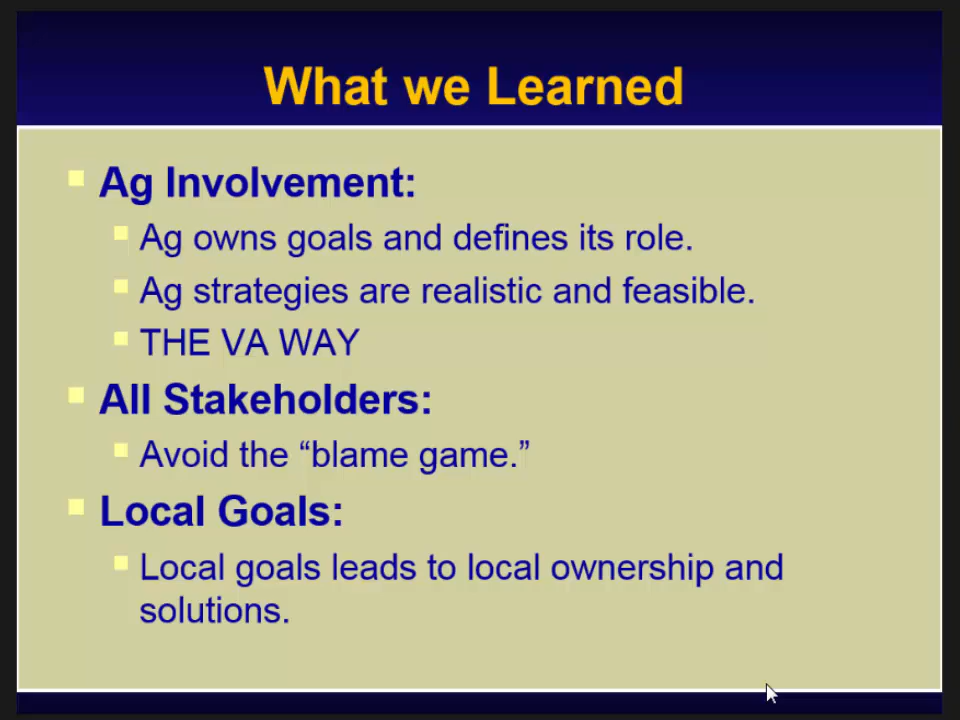 What we Learned
Ag Involvement:
Ag owns goals and defines its role.
Ag strategies are realistic and feasible.
THE VA WAY
All Stakeholders:
Avoid the “blame game.”
Local Goals:
Local goals leads to local ownership and
solutions.